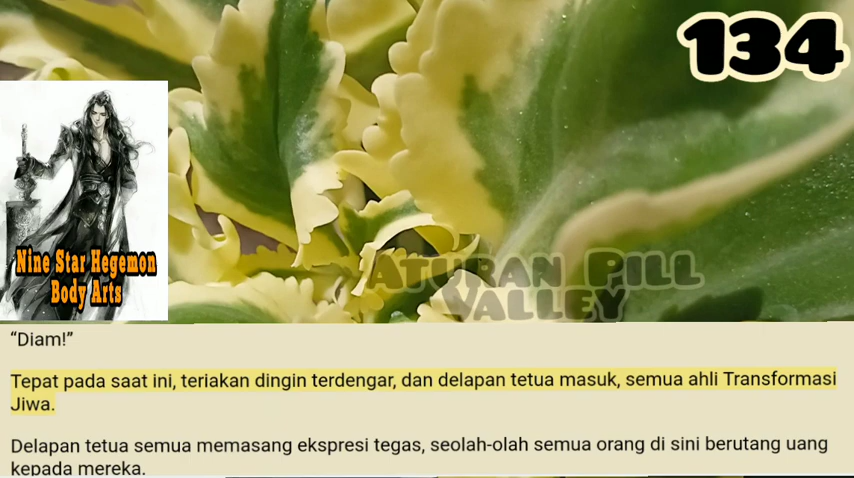 134
Nine Star Hegemon
Body Arts
ATURAN PILL
VALLEY
“Diam!”
Tepat pada saat ini, teriakan dingin terdengar, dan delapan tetua masuk, semua ahli Transformasi
Jiwa.
Delapan tetua semua memasang ekspresi tegas, seolah-olah semua orang di sini berutang uang
kepada mereka.